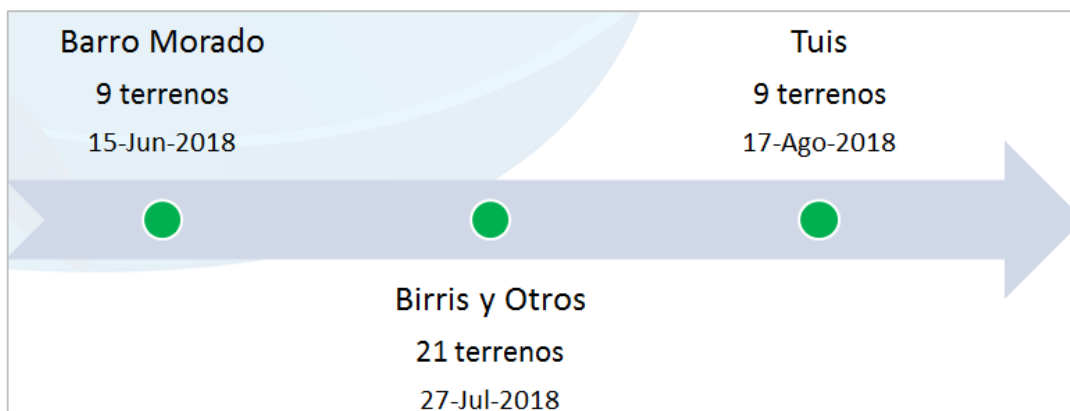 Barro Morado
9 terrenos
15-Jun-2018
Birris y Otros
21 terrenos
27-Jul-2018
Tuis
9 terrenos
17-Ago-2018